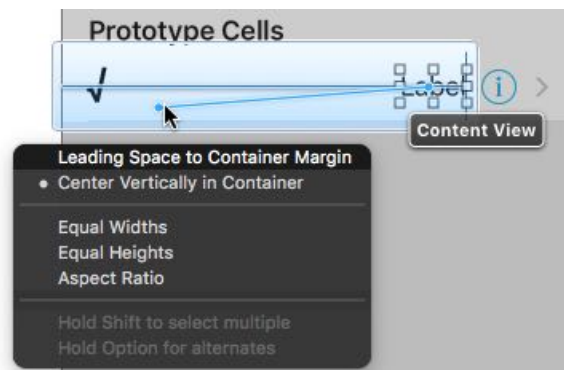 Prototype Cells
√
Label
i
Content View
Leading Space to Container Margin
• Center Vertically in Container
Equal Widths
Equal Heights
Aspect Ratio
Hold Shift to select multiple
Hold Option for alternates